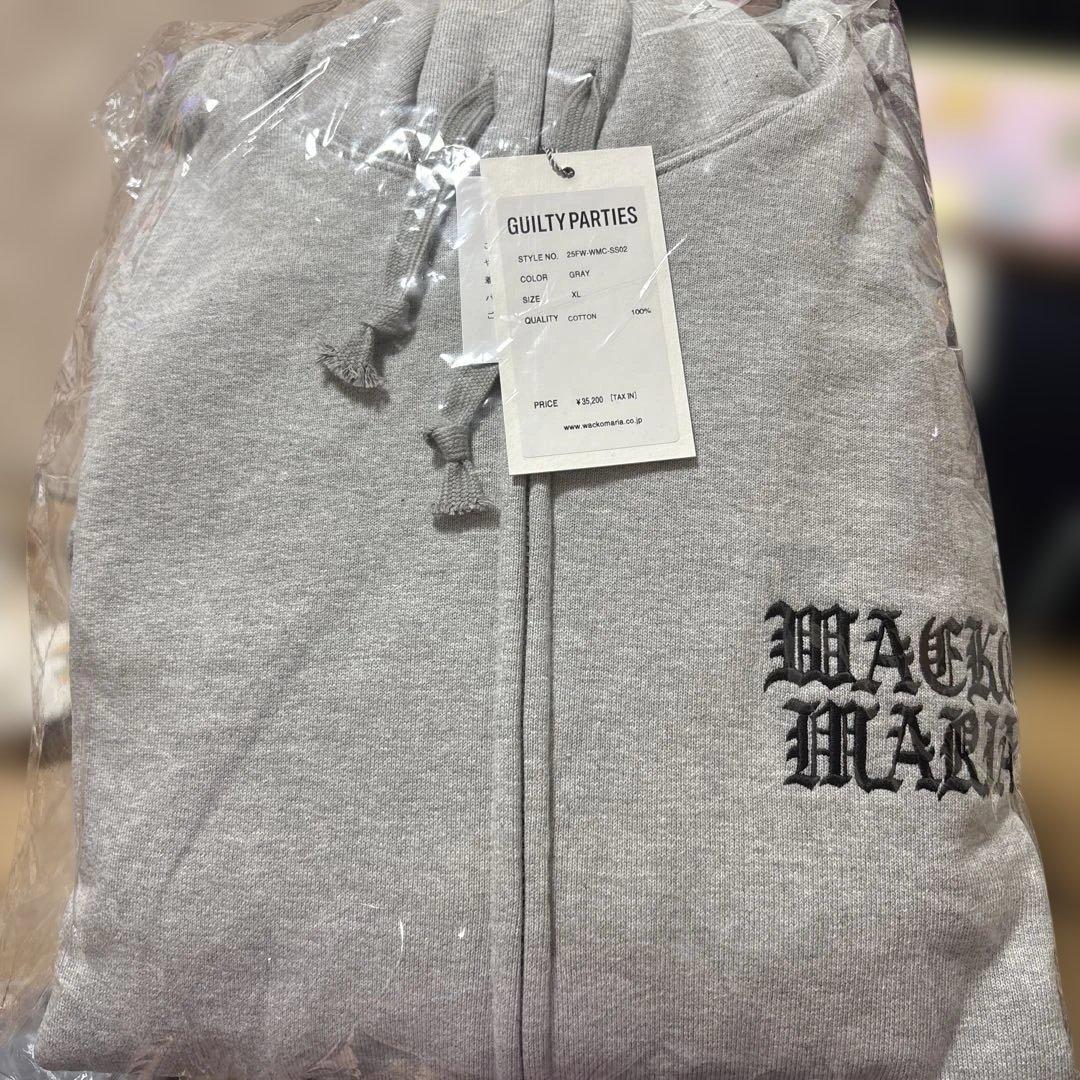 GUILTY PARTIES
STYLE NO. 25FW-WMC-SS02
COLOR GRAY
SIZE XL
QUALITY COTTON 100%
PRICE ¥35,200 [TAX IN]
www.wackomaria.co.jp
WACKO
MARIA